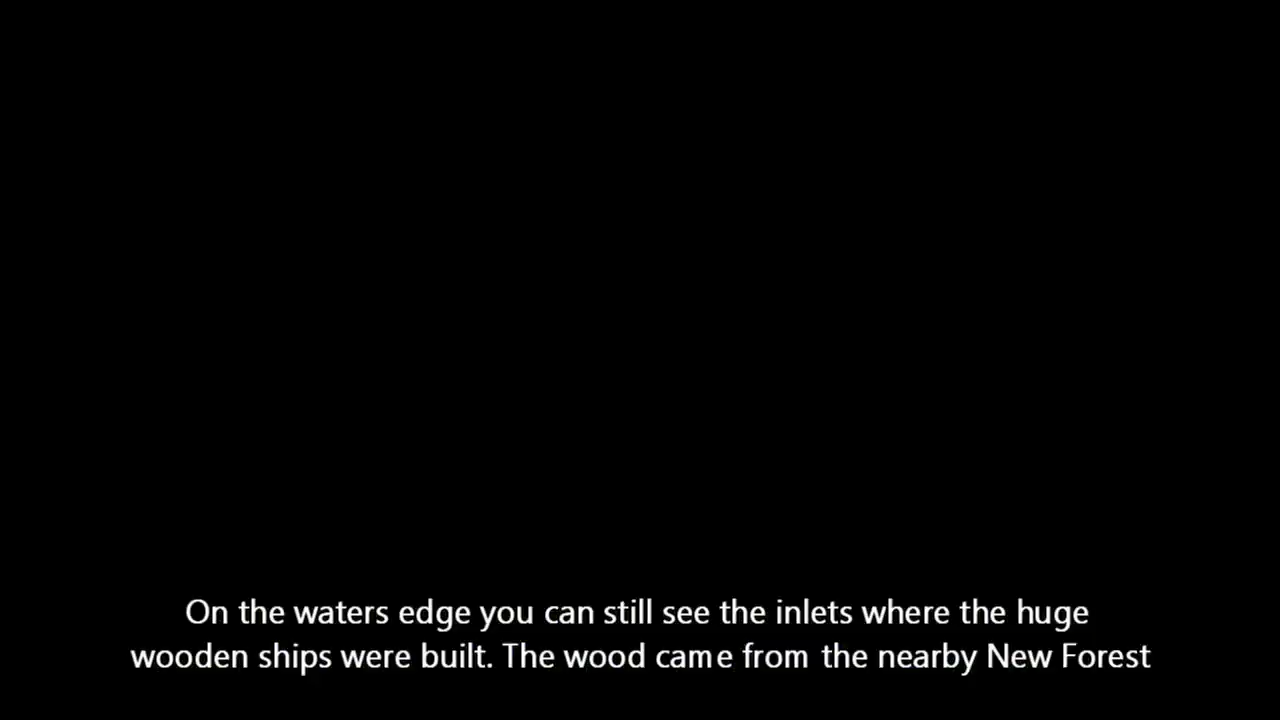 On the waters edge you can still see the inlets where the huge
wooden ships were built. The wood came from the nearby New Forest